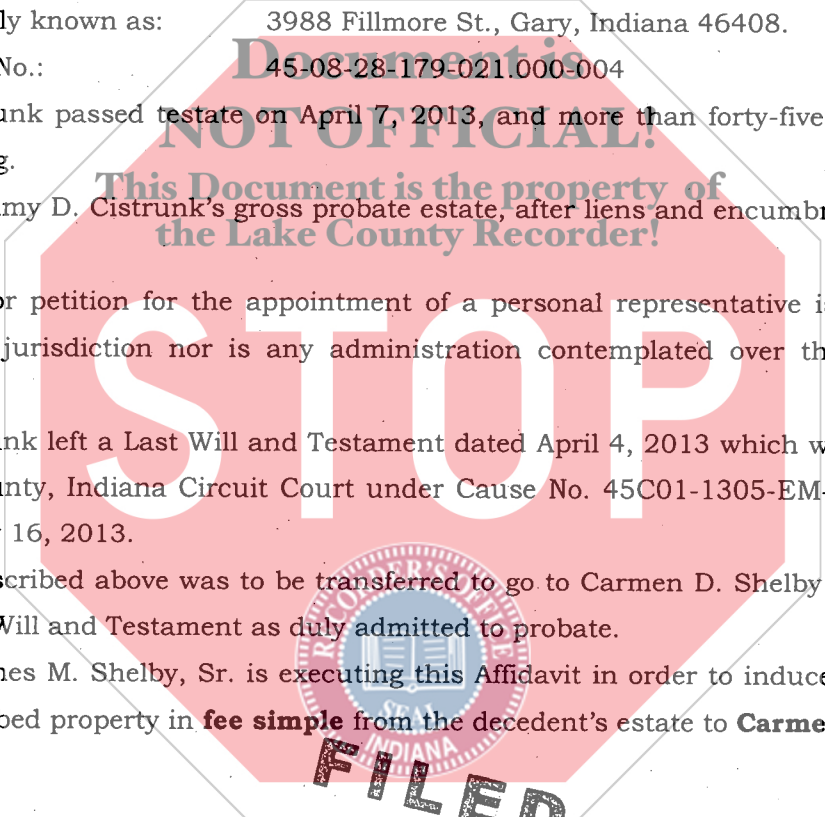 ly known as: 3988 Fillmore St., Gary, Indiana 46408.
Document is
No.: 45-08-28-179-021.000-004
unk passed testate on April 7, 2013, and more than forty-five
NOT OFFICIAL!
g.
This Document is the property of
my D. Cistrunk's gross probate estate, after liens and encumbr
the Lake County Recorder!
or petition for the appointment of a personal representative i
jurisdiction nor is any administration contemplated over th
STOP
nk left a Last Will and Testament dated April 4, 2013 which w
nty, Indiana Circuit Court under Cause No. 45C01-1305-EM-
16, 2013.
scribed above was to be transferred to go to Carmen D. Shelby
Will and Testament as duly admitted to probate.
RECORDER'S OFFICE
nes M. Shelby, Sr. is executing this Affidavit in order to induce
bed property in fee simple from the decedent's estate to Carme
SEAL
INDIANA
FILED